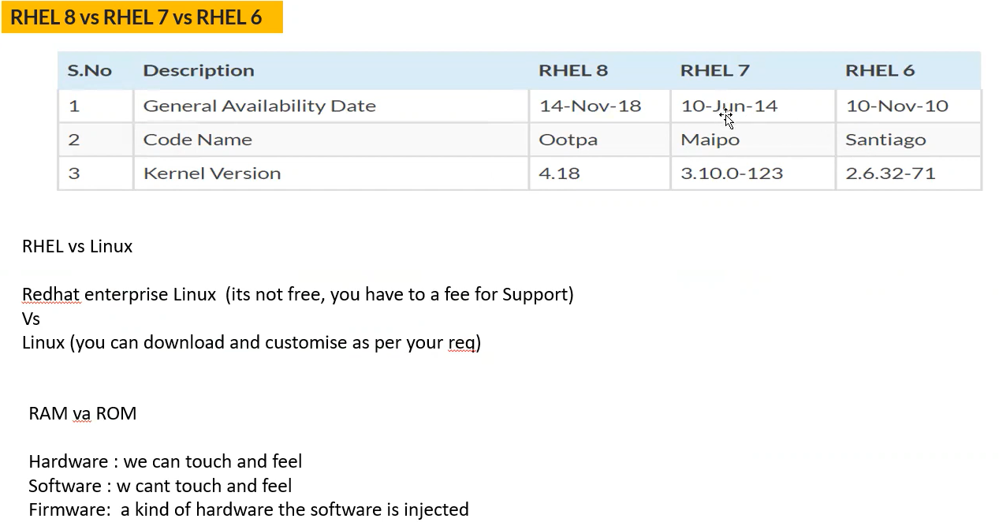 RHEL 8 vs RHEL 7 vs RHEL 6
S.No Description RHEL 8 RHEL 7 RHEL 6
1 General Availability Date 14-Nov-18 10-Jun-14 10-Nov-10
2 Code Name Ootpa Maipo Santiago
3 Kernel Version 4.18 3.10.0-123 2.6.32-71
RHEL vs Linux
Redhat enterprise Linux (its not free, you have to a fee for Support)
Vs
Linux (you can download and customise as per your req)
RAM va ROM
Hardware : we can touch and feel
Software : w cant touch and feel
Firmware: a kind of hardware the software is injected